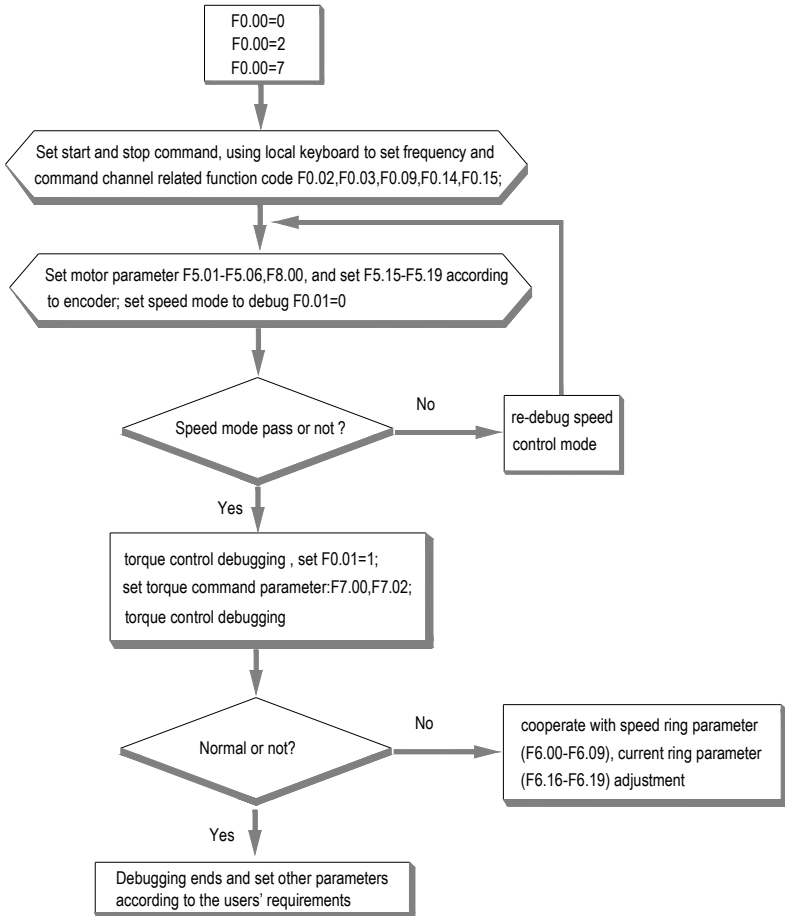 F0.00=0
F0.00=2
F0.00=7
Set start and stop command, using local keyboard to set frequency and
command channel related function code F0.02,F0.03,F0.09,F0.14,F0.15;
Set motor parameter F5.01-F5.06,F8.00, and set F5.15-F5.19 according
to encoder; set speed mode to debug F0.01=0
Speed mode pass or not ?
No
re-debug speed
control mode
Yes
torque control debugging , set F0.01=1;
set torque command parameter:F7.00,F7.02;
torque control debugging
Normal or not?
No
cooperate with speed ring parameter
(F6.00-F6.09), current ring parameter
(F6.16-F6.19) adjustment
Yes
Debugging ends and set other parameters
according to the users’ requirements